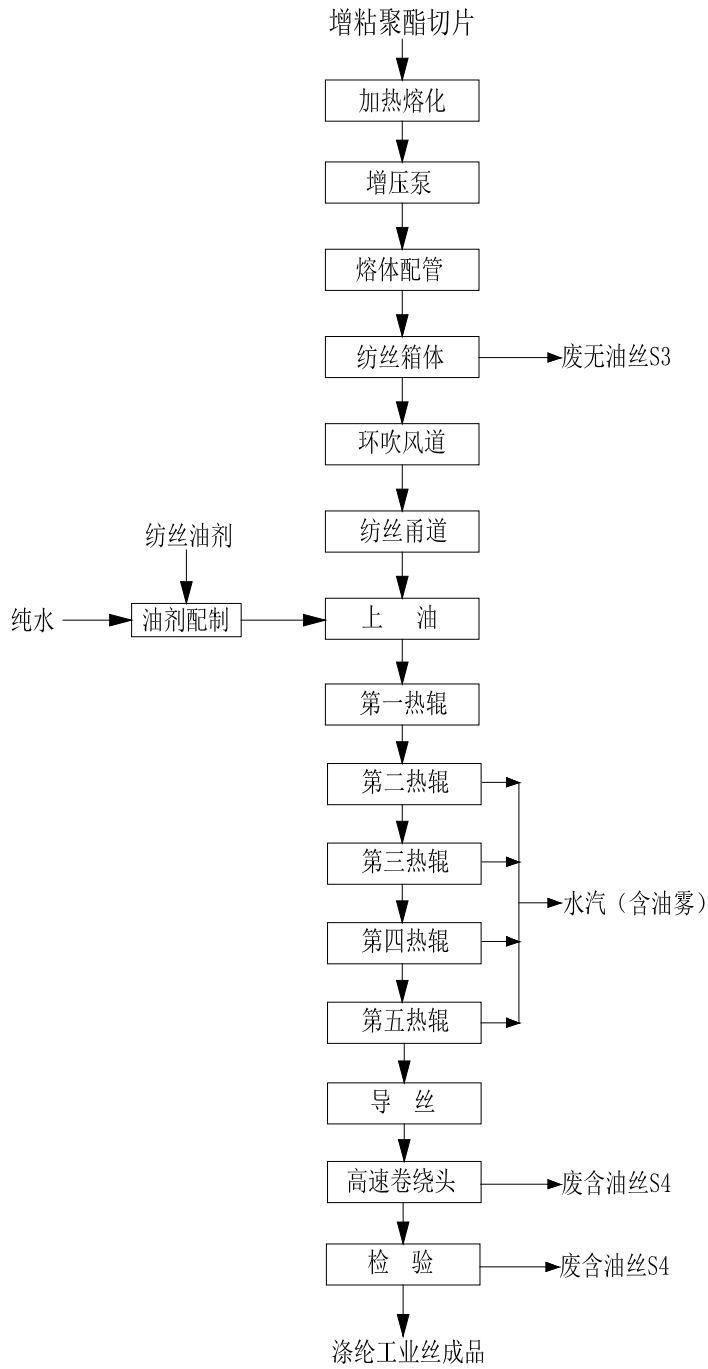 增粘聚酯切片
加热熔化
增压泵
熔体配管
纺丝箱体
废无油丝S3
环吹风道
纺丝甬道
纺丝油剂
纯水
油剂配制
上 油
第一热辊
第二热辊
第三热辊
水汽（含油雾）
第四热辊
第五热辊
导 丝
高速卷绕头
废含油丝S4
检 验
废含油丝S4
涤纶工业丝成品